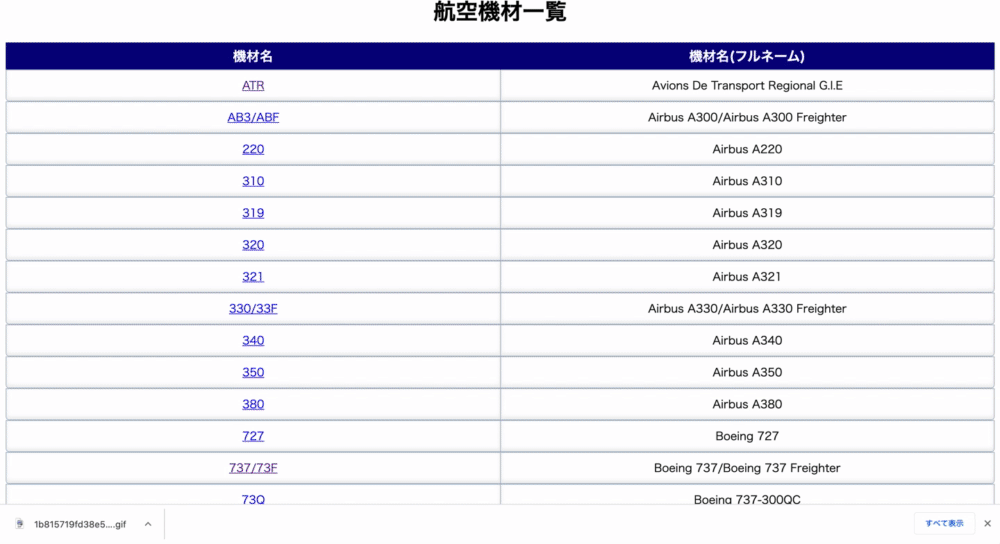 航空機材一覧
機材名 機材名(フルネーム)
ATR Avions De Transport Regional G.I.E
AB3/ABF Airbus A300/Airbus A300 Freighter
220 Airbus A220
310 Airbus A310
319 Airbus A319
320 Airbus A320
321 Airbus A321
330/33F Airbus A330/Airbus A330 Freighter
340 Airbus A340
350 Airbus A350
380 Airbus A380
727 Boeing 727
737/73F Boeing 737/Boeing 737 Freighter
73Q Boeing 737-300QC
1b815719fd38e5....gif すべて表示